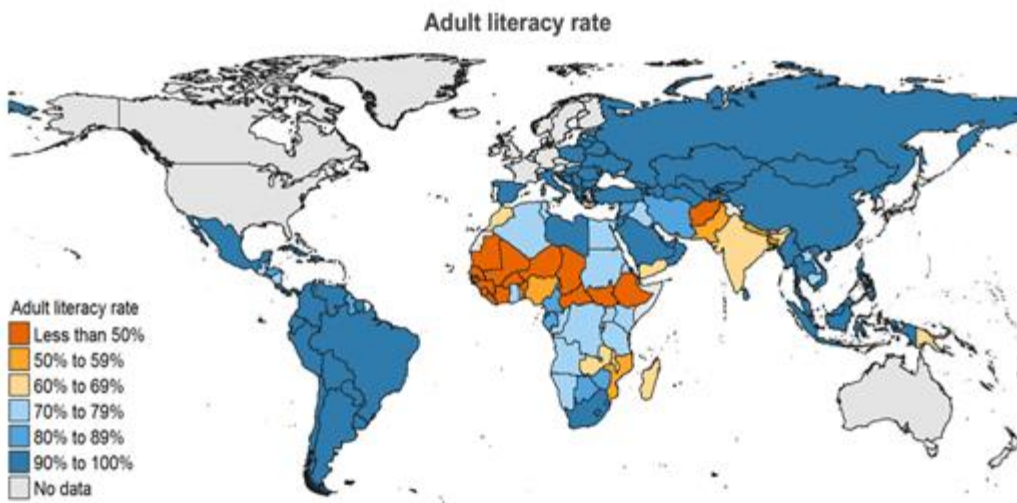 Adult literacy rate
Adult literacy rate
Less than 50%
50% to 59%
60% to 69%
70% to 79%
80% to 89%
90% to 100%
No data